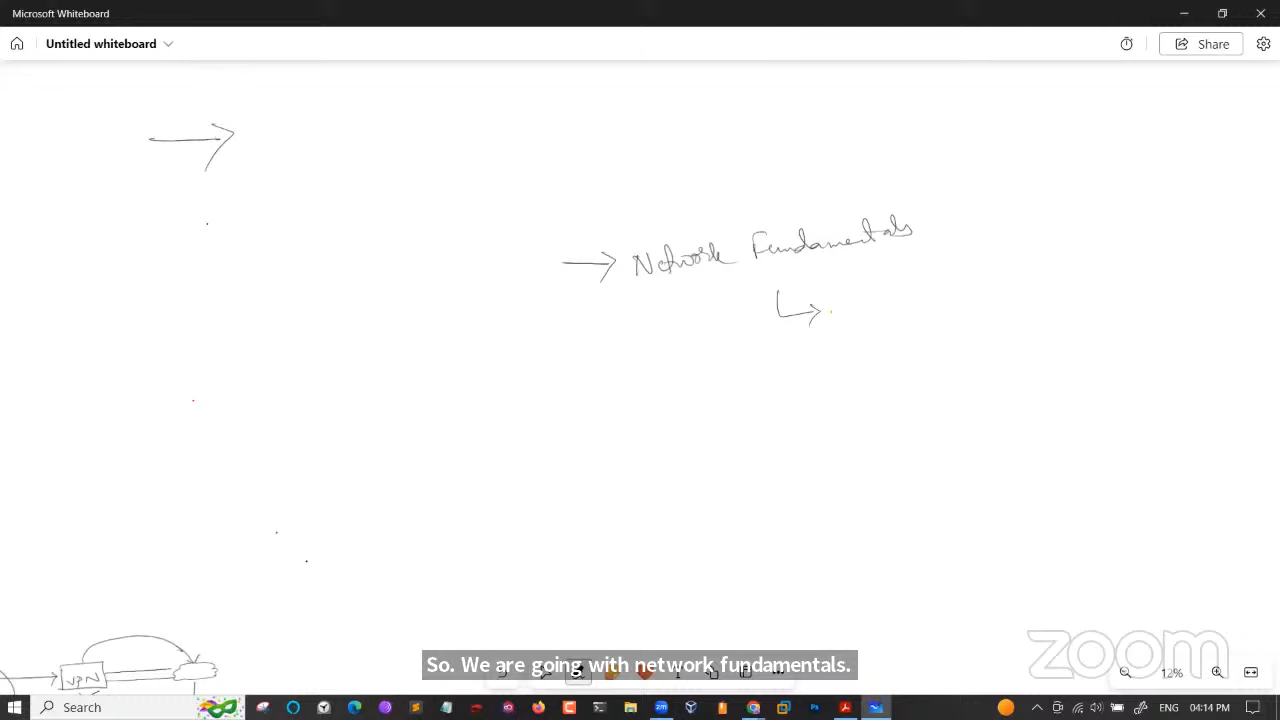 Microsoft Whiteboard
Untitled whiteboard
Share
Network Fundamentals
VPN
So. We are going with network fundamentals.
zoom
12%
Search
ENG
04:14 PM